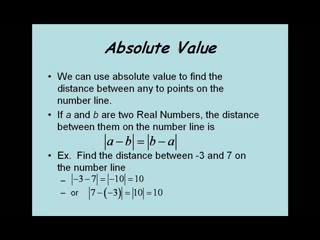 Absolute Value
• We can use absolute value to find the
distance between any to points on the
number line.
• If a and b are two Real Numbers, the distance
between them on the number line is
|a − b| = |b − a|
• Ex. Find the distance between -3 and 7 on
the number line
– |−3 − 7| = |−10| = 10
– or |7 − (−3)| = |10| = 10